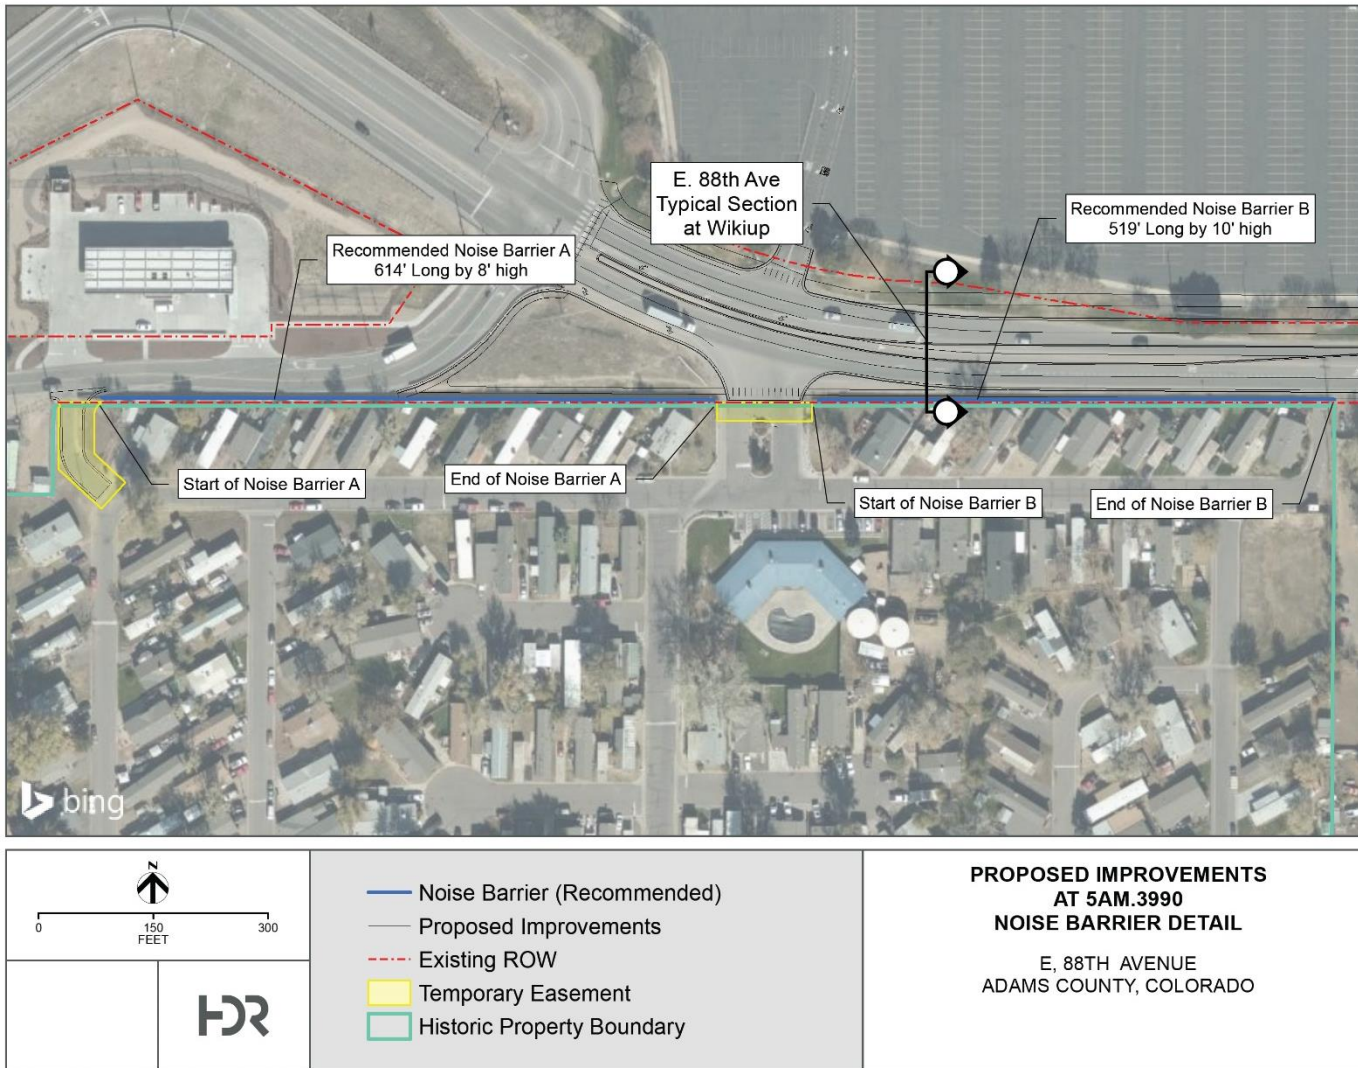 E. 88th Ave
Typical Section
at Wikiup
Recommended Noise Barrier B
519' Long by 10' high
Recommended Noise Barrier A
614' Long by 8' high
Start of Noise Barrier A
End of Noise Barrier A
Start of Noise Barrier B
End of Noise Barrier B
bing
N
0 150 300
FEET
HDR
Noise Barrier (Recommended)
Proposed Improvements
Existing ROW
Temporary Easement
Historic Property Boundary
PROPOSED IMPROVEMENTS
AT 5AM.3990
NOISE BARRIER DETAIL
E, 88TH AVENUE
ADAMS COUNTY, COLORADO